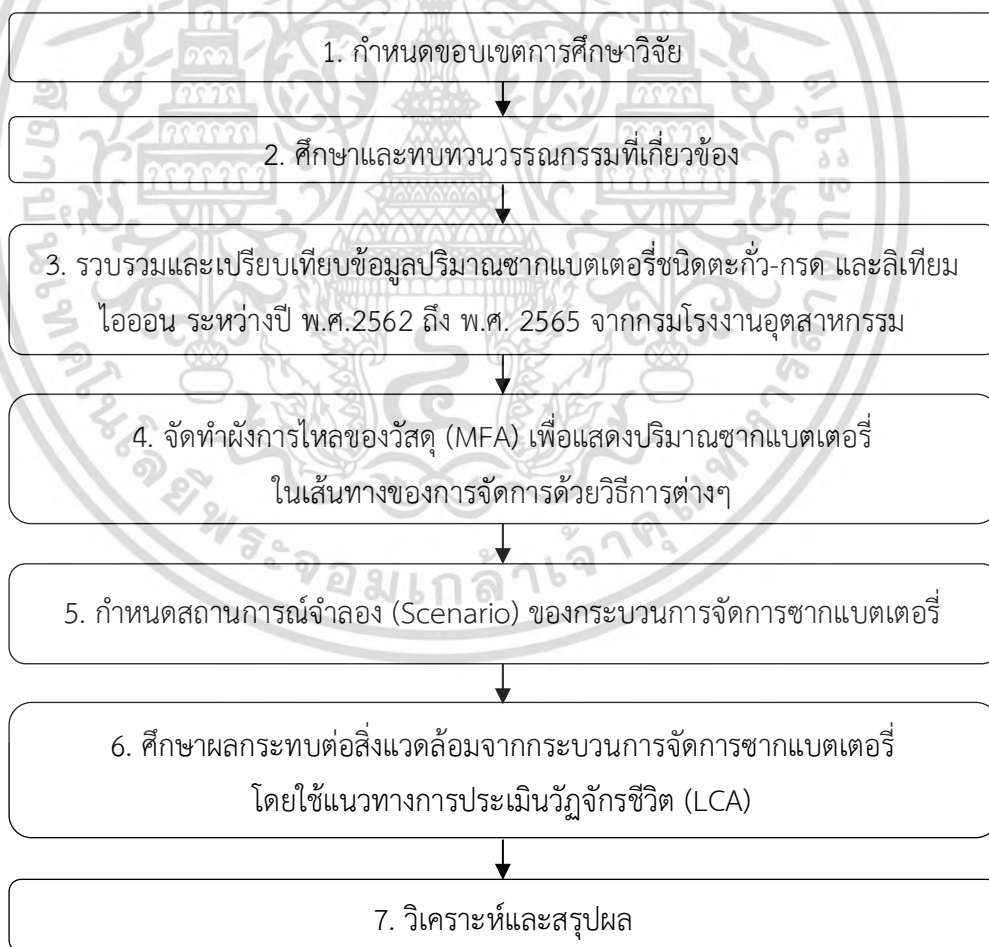 1. กำหนดขอบเขตการศึกษาวิจัย
2. ศึกษาและทบทวนวรรณกรรมที่เกี่ยวข้อง
3. รวบรวมและเปรียบเทียบข้อมูลปริมาณซากแบตเตอรี่ชนิดตะกั่ว-กรด และลิเทียม
ไอออน ระหว่างปี พ.ศ.2562 ถึง พ.ศ. 2565 จากกรมโรงงานอุตสาหกรรม
4. จัดทำผังการไหลของวัสดุ (MFA) เพื่อแสดงปริมาณซากแบตเตอรี่
ในเส้นทางของการจัดการด้วยวิธีการต่างๆ
5. กำหนดสถานการณ์จำลอง (Scenario) ของกระบวนการจัดการซากแบตเตอรี่
6. ศึกษาผลกระทบต่อสิ่งแวดล้อมจากกระบวนการจัดการซากแบตเตอรี่
โดยใช้แนวทางการประเมินวัฏจักรชีวิต (LCA)
7. วิเคราะห์และสรุปผล